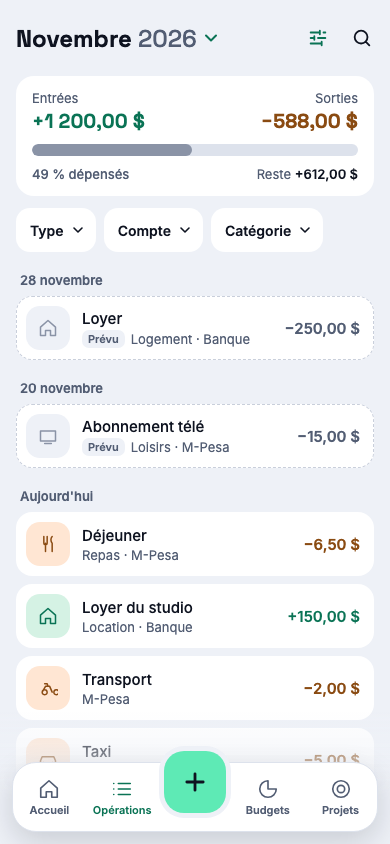 Novembre 2026
Entrées Sorties
+1 200,00 $ −588,00 $
49 % dépensés Reste +612,00 $
Type Compte Catégorie
28 novembre
Loyer
Prévu Logement · Banque
−250,00 $
20 novembre
Abonnement télé
Prévu Loisirs · M-Pesa
−15,00 $
Aujourd'hui
Déjeuner
Repas · M-Pesa
−6,50 $
Loyer du studio
Location · Banque
+150,00 $
Transport
M-Pesa
−2,00 $
Taxi
−5,00 $
Accueil Opérations Budgets Projets